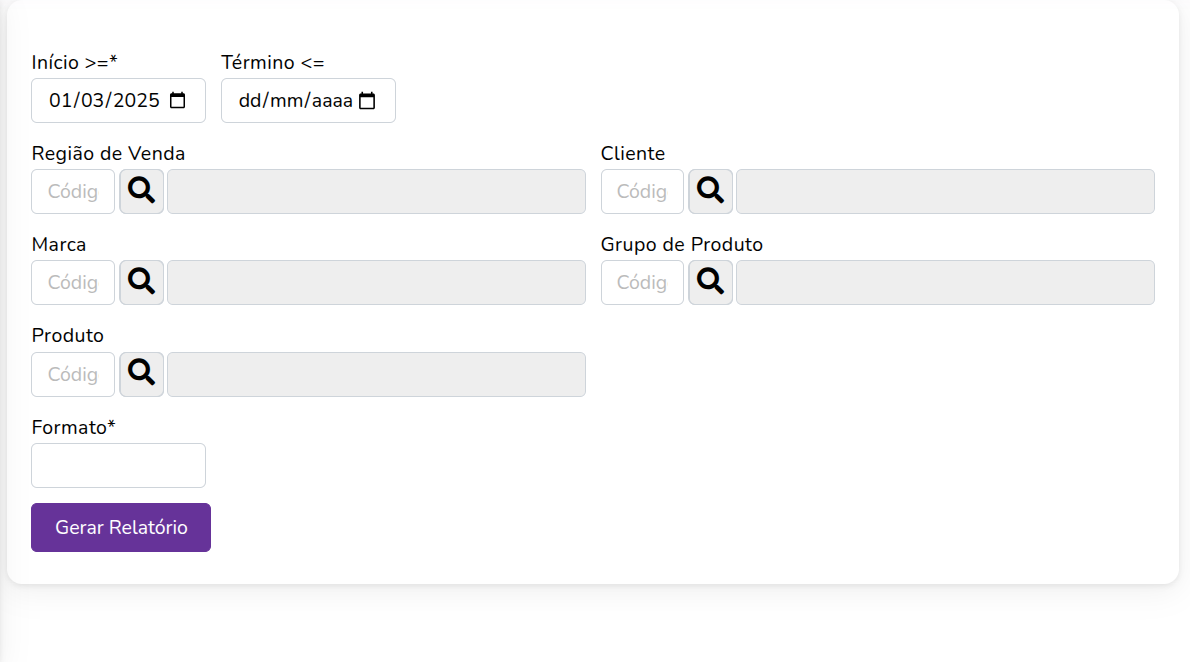 Início >=* Término <=
01/03/2025 dd/mm/aaaa
Região de Venda Cliente
Códig Códig
Marca Grupo de Produto
Códig Códig
Produto
Códig
Formato*
Gerar Relatório